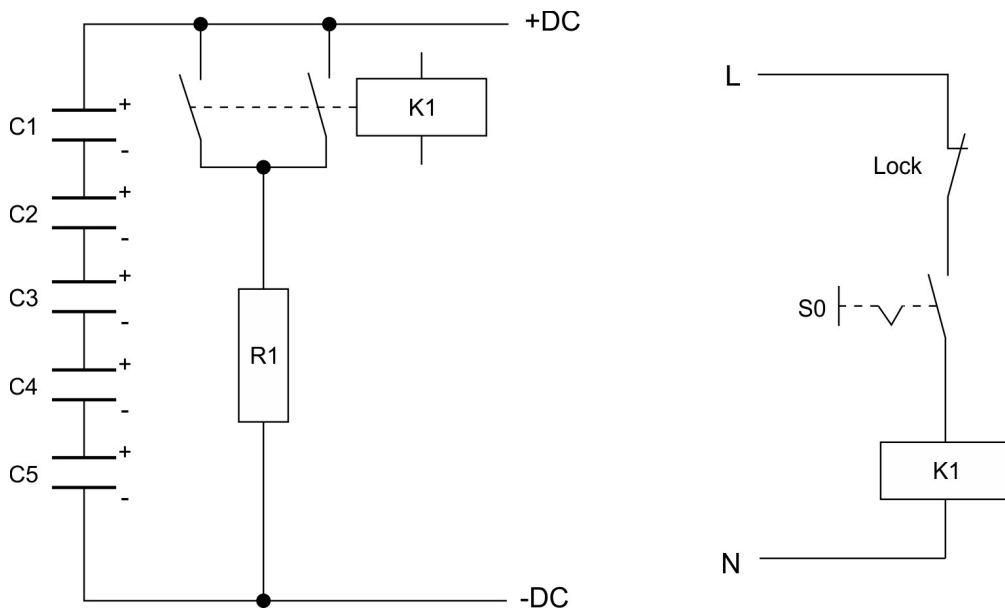 +DC
C1
+
-
K1
C2
+
-
C3
+
-
R1
C4
+
-
C5
+
-
-DC
L
Lock
S0
K1
N